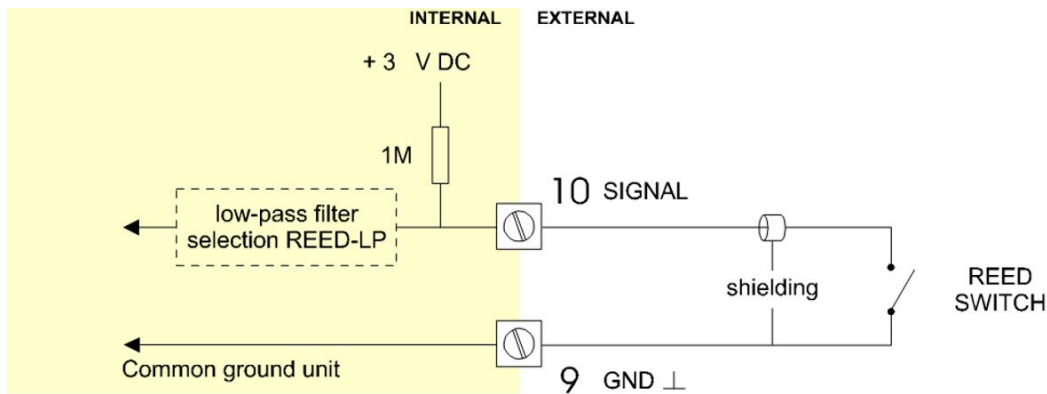 INTERNAL EXTERNAL
+ 3 V DC
1M
10 SIGNAL
low-pass filter
selection REED-LP
shielding
REED
SWITCH
Common ground unit
9 GND ⊥